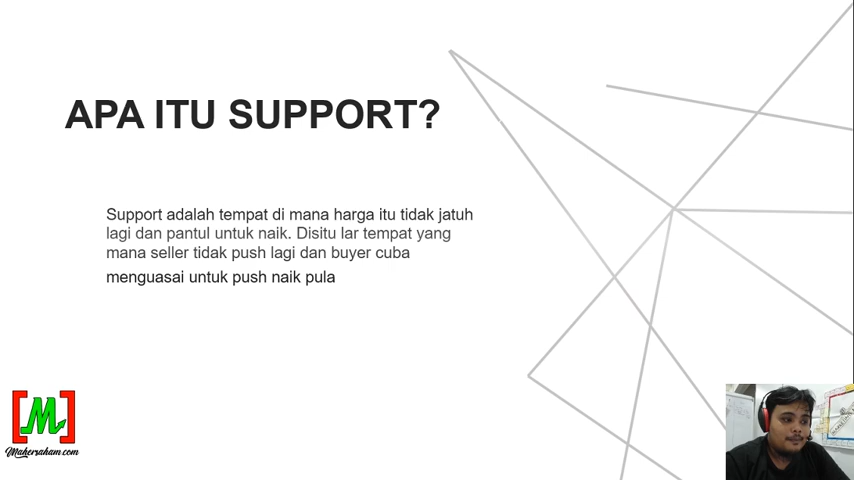 APA ITU SUPPORT?
Support adalah tempat di mana harga itu tidak jatuh
lagi dan pantul untuk naik. Disitu lar tempat yang
mana seller tidak push lagi dan buyer cuba
menguasai untuk push naik pula
[M]
Mahersaham.com